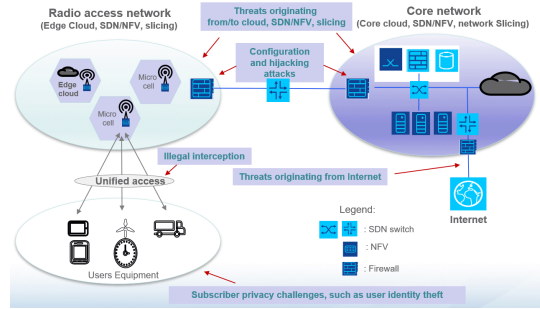 Radio access network
(Edge Cloud, SDN/NFV, slicing)
Threats originating
from/to cloud, SDN/NFV, slicing
Core network
(Core cloud, SDN/NFV, network Slicing)
Configuration
and hijacking
attacks
Edge
cloud
Micro
cell
Micro
cell
Illegal interception
Unified access
Threats originating from Internet
Internet
Legend:
: SDN switch
: NFV
: Firewall
Users Equipment
Subscriber privacy challenges, such as user identity theft